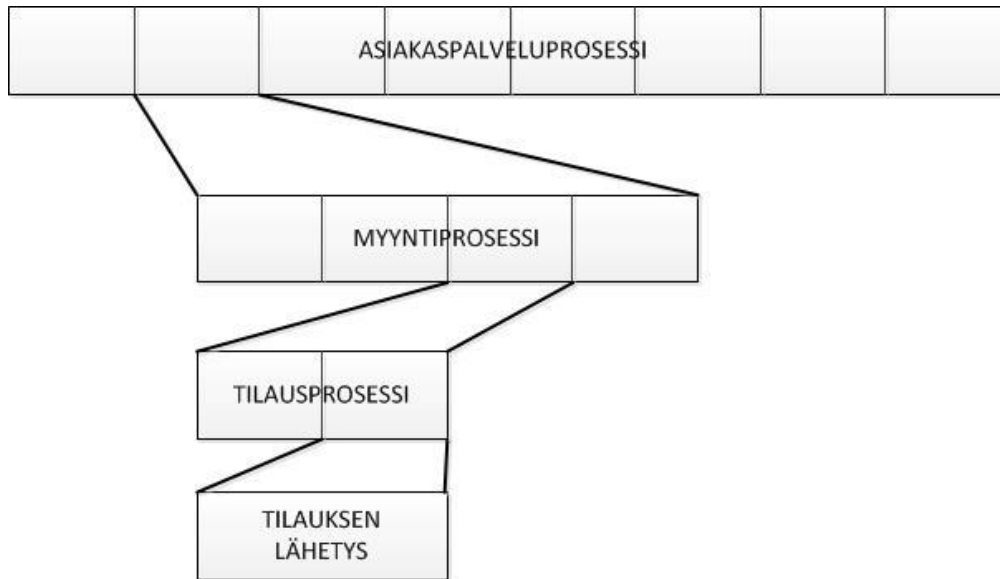 ASIAKASPALVELUPROSESSI
MYYNTIPROSESSI
TILAUSPROSESSI
TILAUKSEN
LÄHETYS